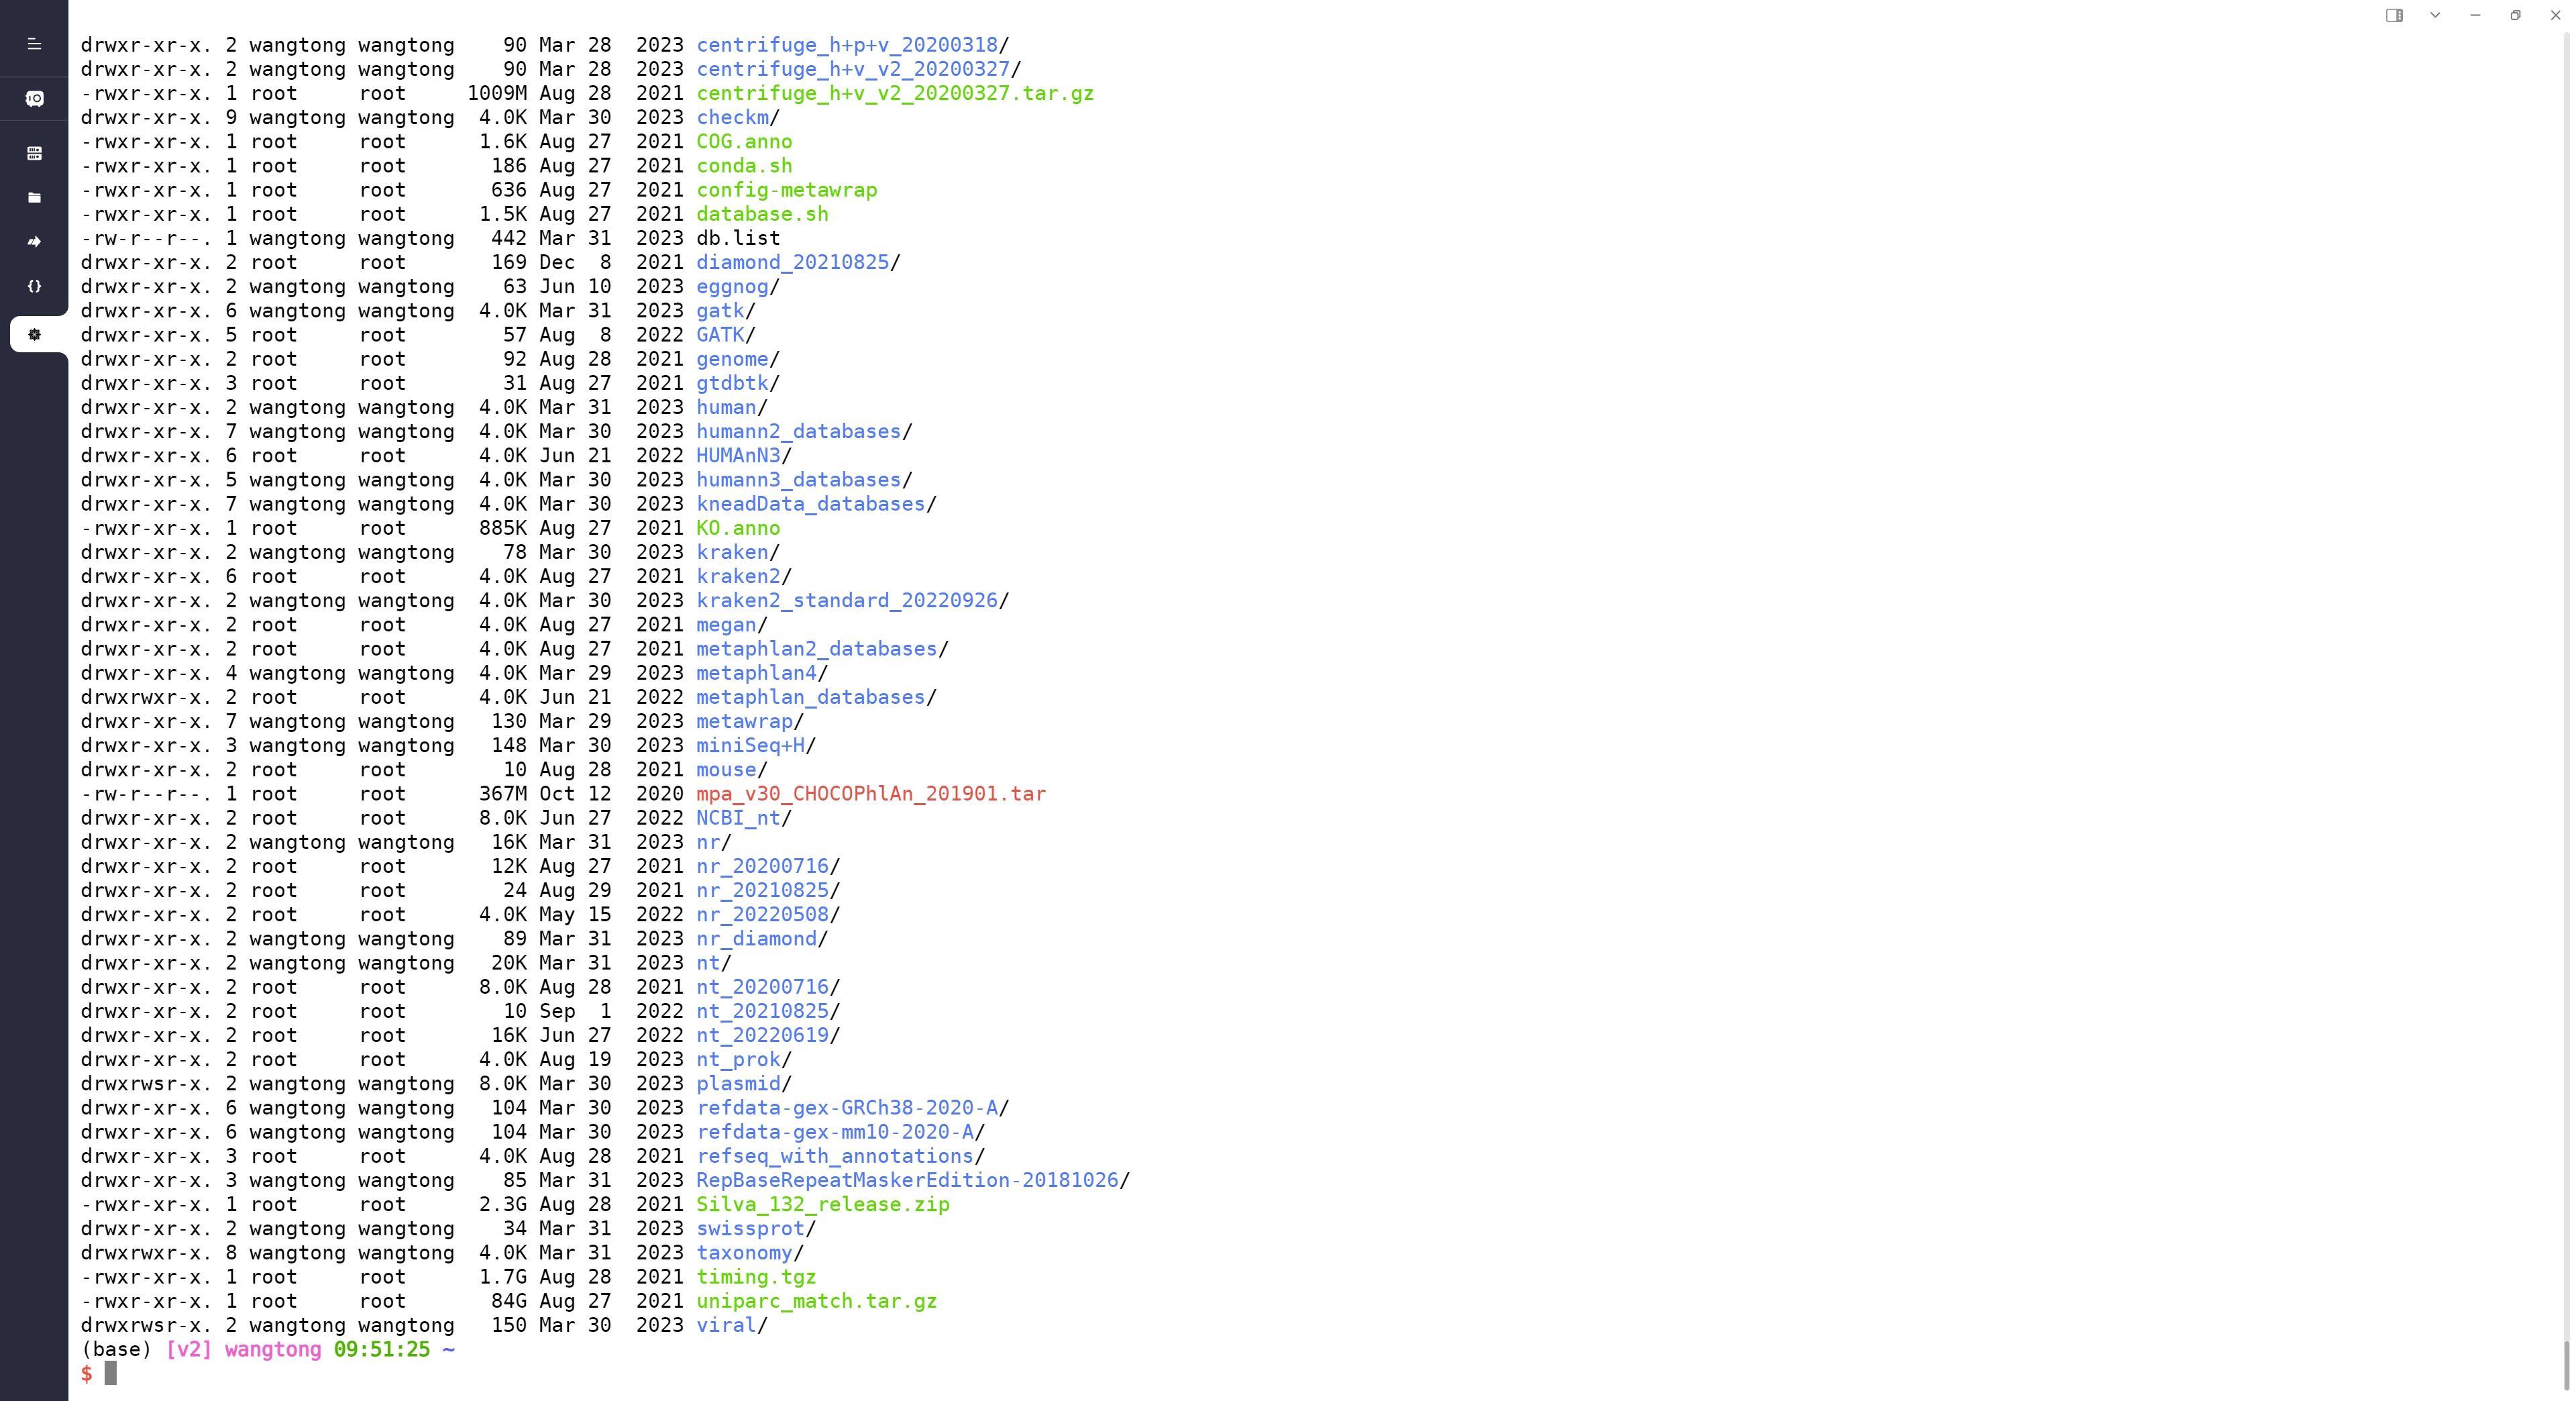 drwxr-xr-x. 2 wangtong wangtong    90 Mar 28  2023 centrifuge_h+p+v_20200318/
drwxr-xr-x. 2 wangtong wangtong    90 Mar 28  2023 centrifuge_h+v_v2_20200327/
-rwxr-xr-x. 1 root     root     1009M Aug 28  2021 centrifuge_h+v_v2_20200327.tar.gz
drwxr-xr-x. 9 wangtong wangtong  4.0K Mar 30  2023 checkm/
-rwxr-xr-x. 1 root     root      1.6K Aug 27  2021 COG.anno
-rwxr-xr-x. 1 root     root       186 Aug 27  2021 conda.sh
-rwxr-xr-x. 1 root     root       636 Aug 27  2021 config-metawrap
-rwxr-xr-x. 1 root     root      1.5K Aug 27  2021 database.sh
-rw-r--r--. 1 wangtong wangtong   442 Mar 31  2023 db.list
drwxr-xr-x. 2 root     root       169 Dec  8  2021 diamond_20210825/
drwxr-xr-x. 2 wangtong wangtong    63 Jun 10  2023 eggnog/
drwxr-xr-x. 6 wangtong wangtong  4.0K Mar 31  2023 gatk/
drwxr-xr-x. 5 root     root        57 Aug  8  2022 GATK/
drwxr-xr-x. 2 root     root        92 Aug 28  2021 genome/
drwxr-xr-x. 3 root     root        31 Aug 27  2021 gtdbtk/
drwxr-xr-x. 2 wangtong wangtong  4.0K Mar 31  2023 human/
drwxr-xr-x. 7 wangtong wangtong  4.0K Mar 30  2023 humann2_databases/
drwxr-xr-x. 6 root     root      4.0K Jun 21  2022 HUMAnN3/
drwxr-xr-x. 5 wangtong wangtong  4.0K Mar 30  2023 humann3_databases/
drwxr-xr-x. 7 wangtong wangtong  4.0K Mar 30  2023 kneadData_databases/
-rwxr-xr-x. 1 root     root      885K Aug 27  2021 KO.anno
drwxr-xr-x. 2 wangtong wangtong    78 Mar 30  2023 kraken/
drwxr-xr-x. 6 root     root      4.0K Aug 27  2021 kraken2/
drwxr-xr-x. 2 wangtong wangtong  4.0K Mar 30  2023 kraken2_standard_20220926/
drwxr-xr-x. 2 root     root      4.0K Aug 27  2021 megan/
drwxr-xr-x. 2 root     root      4.0K Aug 27  2021 metaphlan2_databases/
drwxr-xr-x. 4 wangtong wangtong  4.0K Mar 29  2023 metaphlan4/
drwxrwxr-x. 2 root     root      4.0K Jun 21  2022 metaphlan_databases/
drwxr-xr-x. 7 wangtong wangtong   130 Mar 29  2023 metawrap/
drwxr-xr-x. 3 wangtong wangtong   148 Mar 30  2023 miniSeq+H/
drwxr-xr-x. 2 root     root        10 Aug 28  2021 mouse/
-rw-r--r--. 1 root     root      367M Oct 12  2020 mpa_v30_CHOCOPhlAn_201901.tar
drwxr-xr-x. 2 root     root      8.0K Jun 27  2022 NCBI_nt/
drwxr-xr-x. 2 wangtong wangtong   16K Mar 31  2023 nr/
drwxr-xr-x. 2 root     root       12K Aug 27  2021 nr_20200716/
drwxr-xr-x. 2 root     root        24 Aug 29  2021 nr_20210825/
drwxr-xr-x. 2 root     root      4.0K May 15  2022 nr_20220508/
drwxr-xr-x. 2 wangtong wangtong    89 Mar 31  2023 nr_diamond/
drwxr-xr-x. 2 wangtong wangtong   20K Mar 31  2023 nt/
drwxr-xr-x. 2 root     root      8.0K Aug 28  2021 nt_20200716/
drwxr-xr-x. 2 root     root        10 Sep  1  2022 nt_20210825/
drwxr-xr-x. 2 root     root       16K Jun 27  2022 nt_20220619/
drwxr-xr-x. 2 root     root      4.0K Aug 19  2023 nt_prok/
drwxrwsr-x. 2 wangtong wangtong  8.0K Mar 30  2023 plasmid/
drwxr-xr-x. 6 wangtong wangtong   104 Mar 30  2023 refdata-gex-GRCh38-2020-A/
drwxr-xr-x. 6 wangtong wangtong   104 Mar 30  2023 refdata-gex-mm10-2020-A/
drwxr-xr-x. 3 root     root      4.0K Aug 28  2021 refseq_with_annotations/
drwxr-xr-x. 3 wangtong wangtong    85 Mar 31  2023 RepBaseRepeatMaskerEdition-20181026/
-rwxr-xr-x. 1 root     root      2.3G Aug 28  2021 Silva_132_release.zip
drwxr-xr-x. 2 wangtong wangtong    34 Mar 31  2023 swissprot/
drwxrwxr-x. 8 wangtong wangtong  4.0K Mar 31  2023 taxonomy/
-rwxr-xr-x. 1 root     root      1.7G Aug 28  2021 timing.tgz
-rwxr-xr-x. 1 root     root       84G Aug 27  2021 uniparc_match.tar.gz
drwxrwsr-x. 2 wangtong wangtong   150 Mar 30  2023 viral/
(base) [v2] wangtong 09:51:25 ~
$